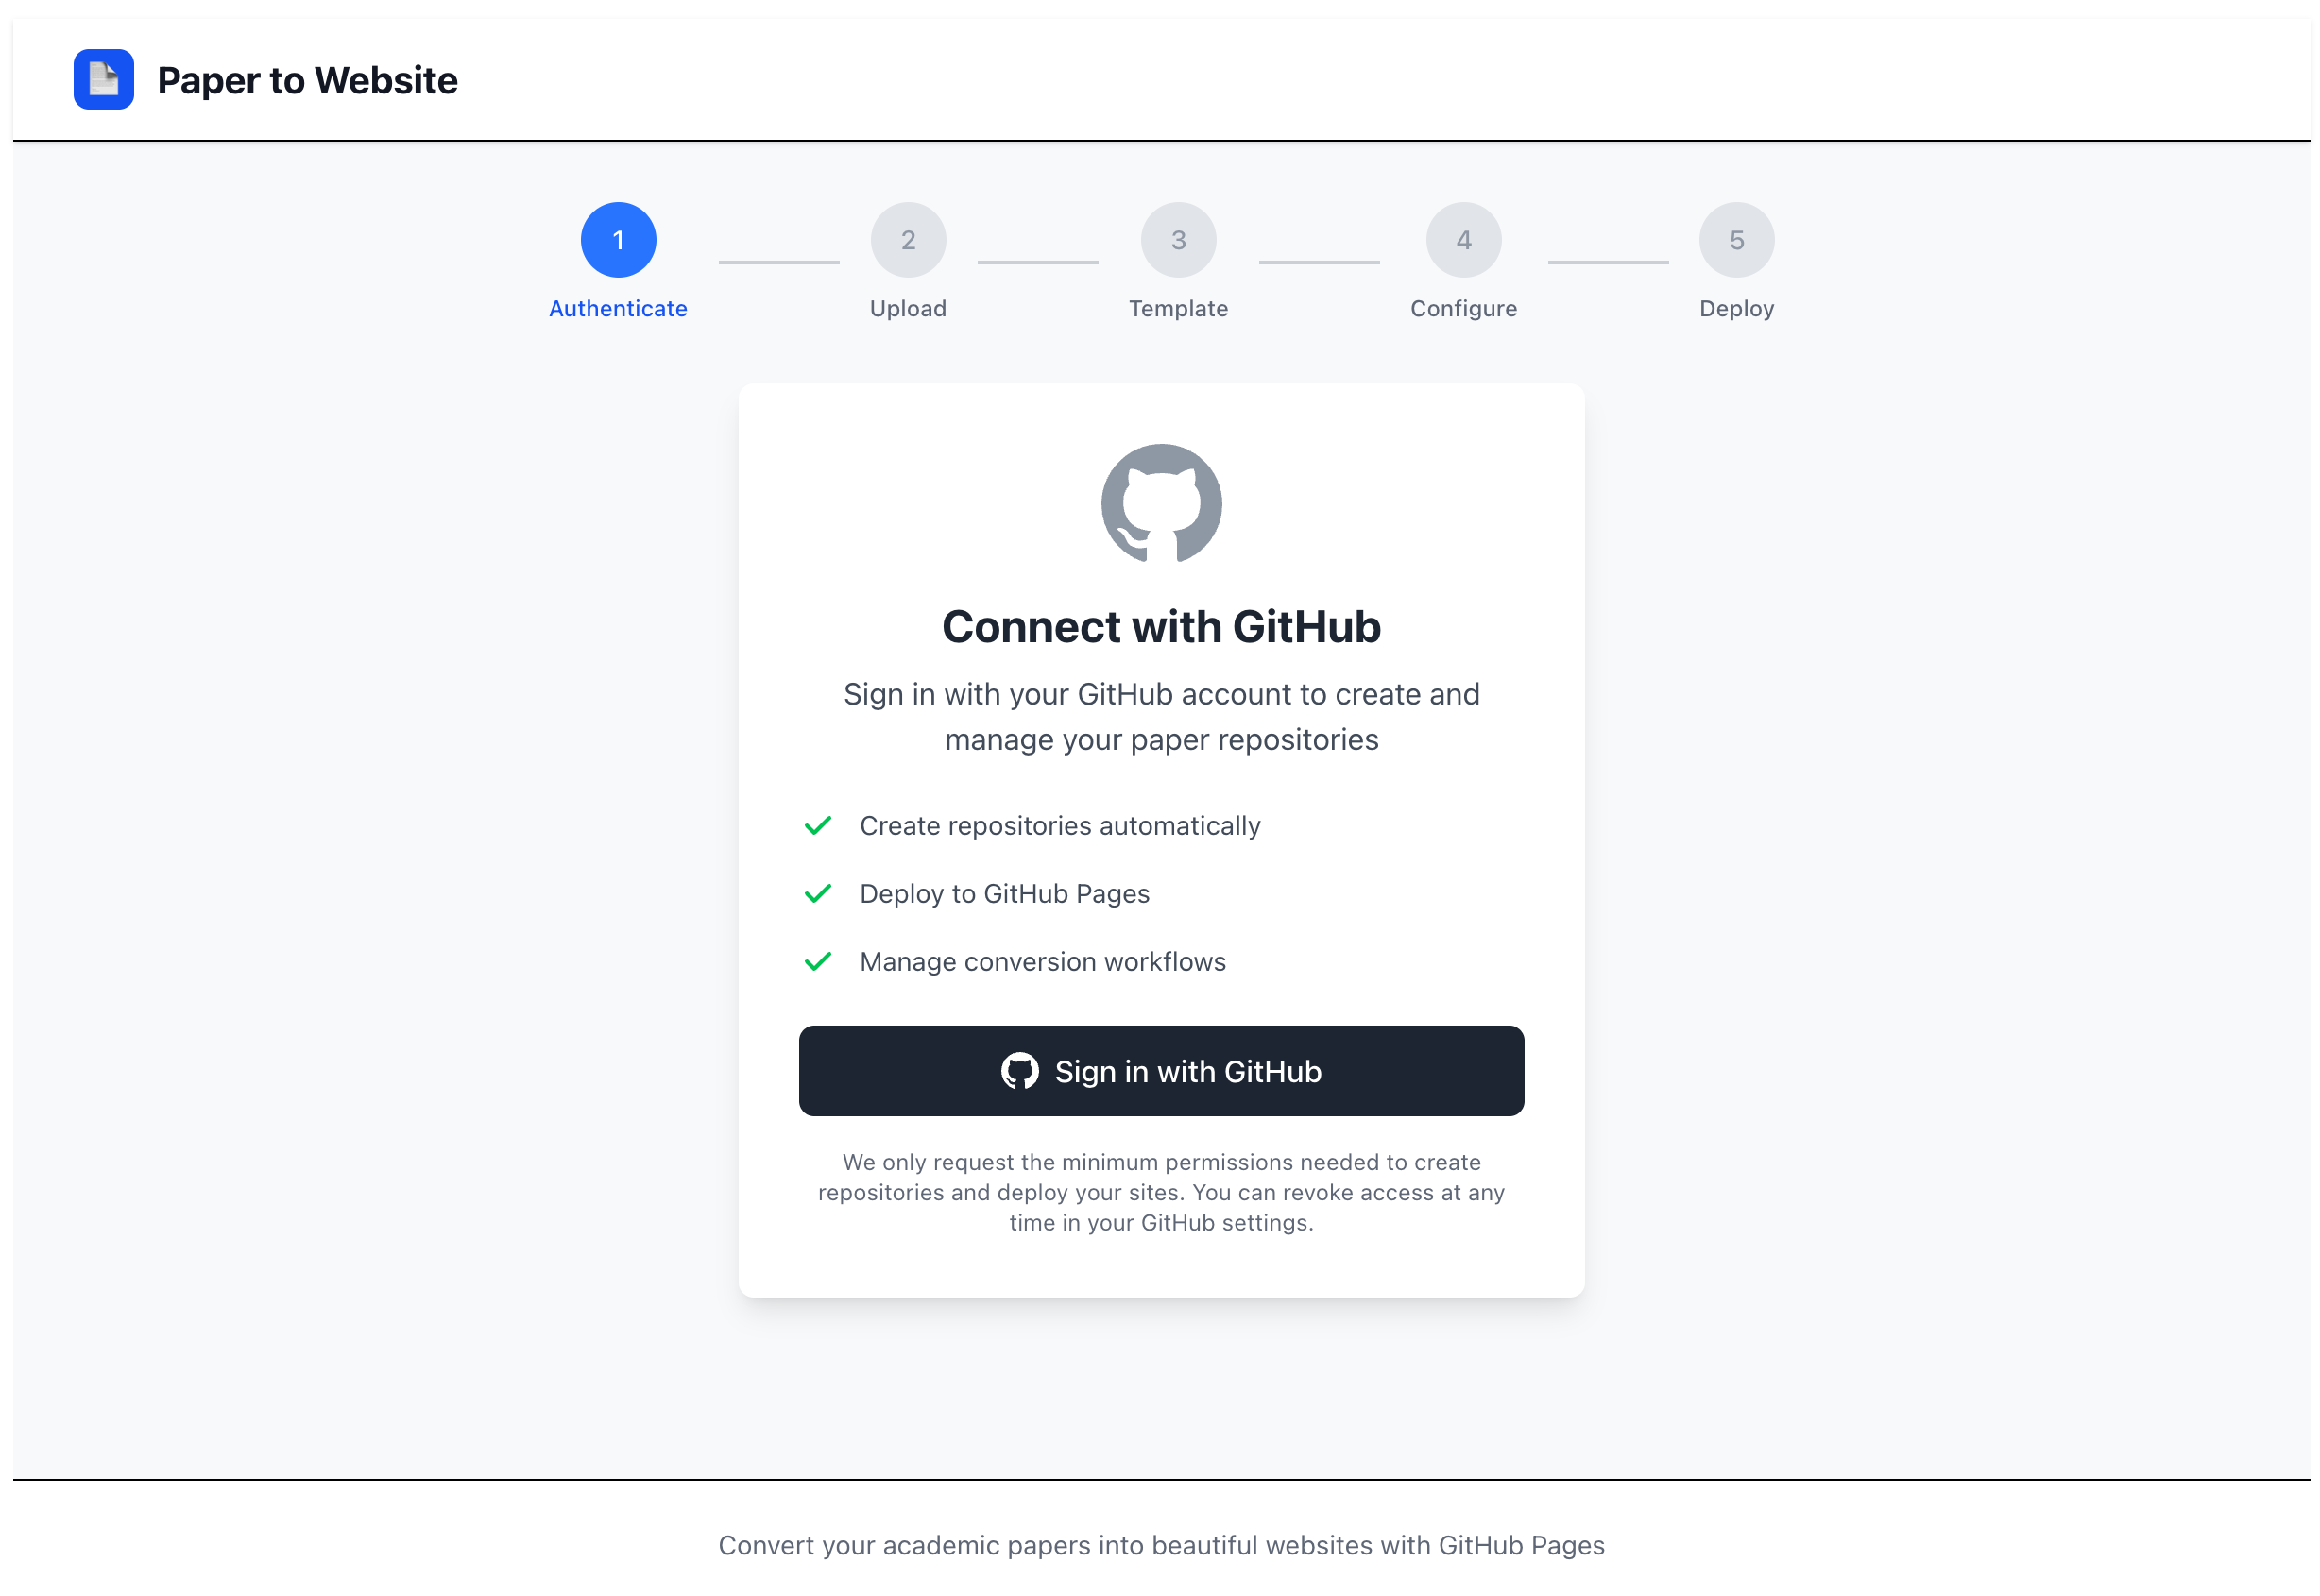 Paper to Website
1
2
3
4
5
Authenticate
Upload
Template
Configure
Deploy
Connect with GitHub
Sign in with your GitHub account to create and
manage your paper repositories
Create repositories automatically
Deploy to GitHub Pages
Manage conversion workflows
Sign in with GitHub
We only request the minimum permissions needed to create
repositories and deploy your sites. You can revoke access at any
time in your GitHub settings.
Convert your academic papers into beautiful websites with GitHub Pages